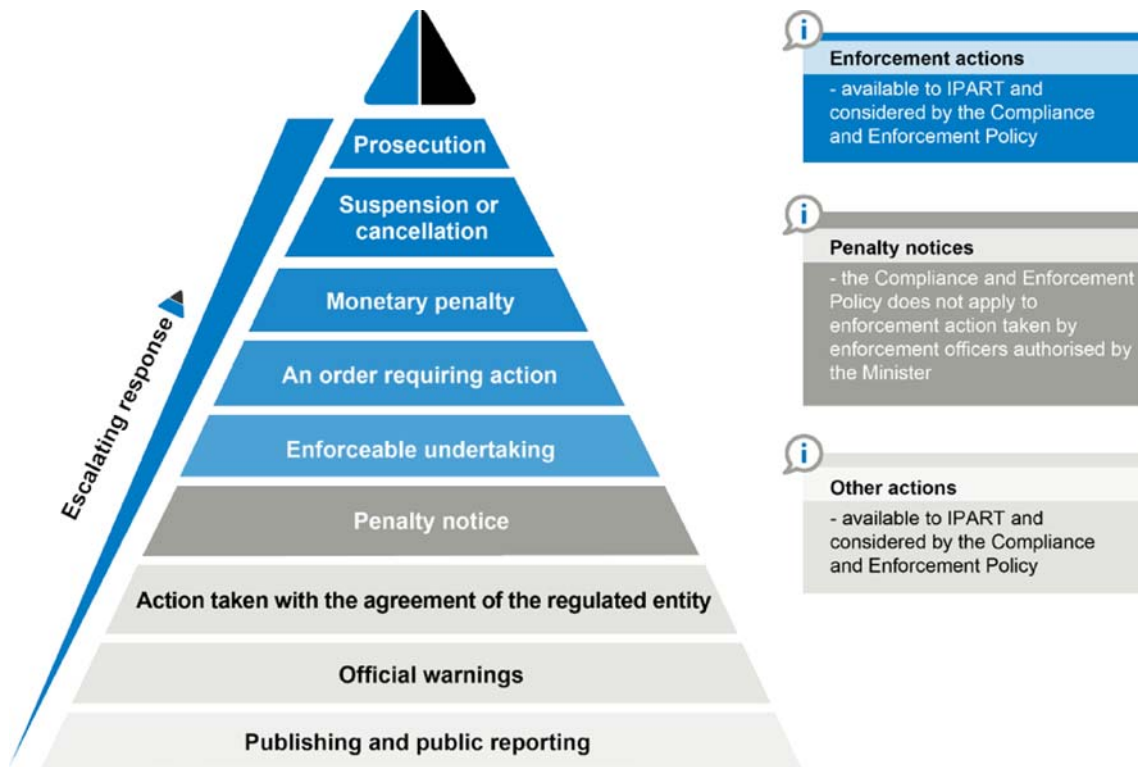 Prosecution
Suspension or
cancellation
Monetary penalty
An order requiring action
Enforceable undertaking
Penalty notice
Action taken with the agreement of the regulated entity
Official warnings
Publishing and public reporting
Escalating response
i
Enforcement actions
- available to IPART and
considered by the Compliance
and Enforcement Policy
i
Penalty notices
- the Compliance and Enforcement
Policy does not apply to
enforcement action taken by
enforcement officers authorised by
the Minister
i
Other actions
- available to IPART and
considered by the Compliance
and Enforcement Policy